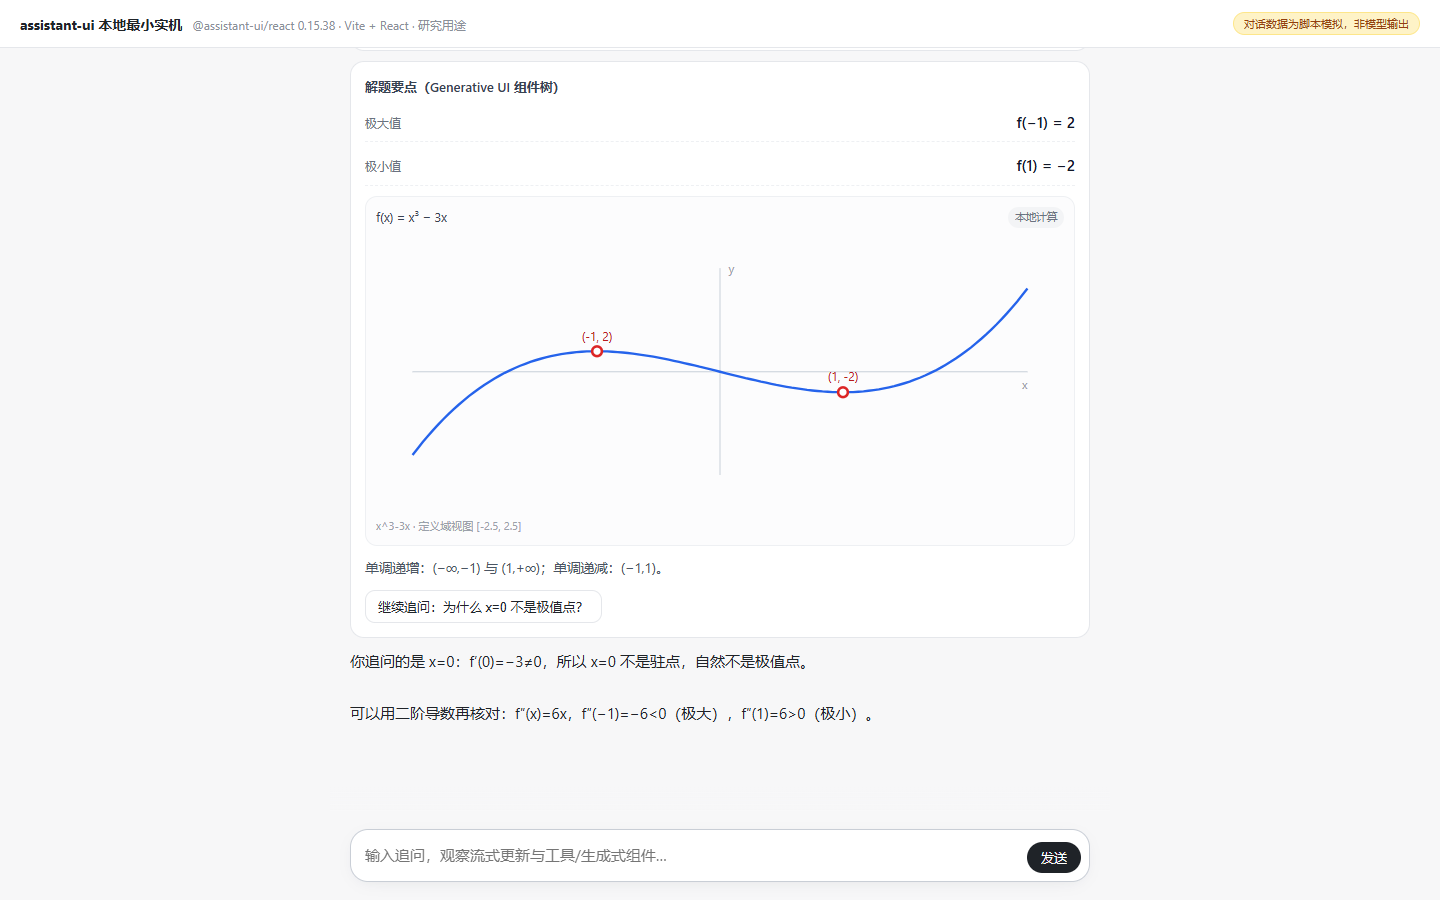 assistant-ui 本地最小实机 @assistant-ui/react 0.15.38 · Vite + React · 研究用途
对话数据为脚本模拟，非模型输出
解题要点（Generative UI 组件树）
极大值 f(−1) = 2
极小值 f(1) = −2
f(x) = x³ − 3x
本地计算
y
(-1, 2)
(1, -2)
x
x^3-3x · 定义域视图 [-2.5, 2.5]
单调递增：(−∞,−1) 与 (1,+∞)；单调递减：(−1,1)。
继续追问：为什么 x=0 不是极值点？
你追问的是 x=0：f′(0)=−3≠0，所以 x=0 不是驻点，自然不是极值点。
可以用二阶导数再核对：f″(x)=6x，f″(−1)=−6<0（极大），f″(1)=6>0（极小）。
输入追问，观察流式更新与工具/生成式组件...
发送